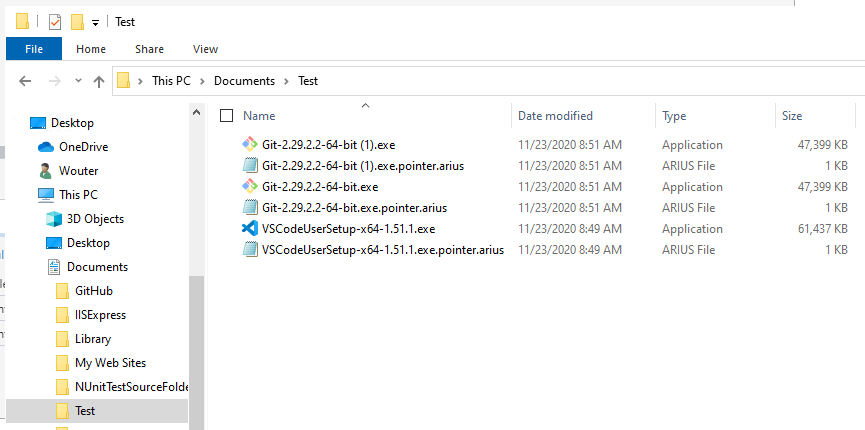 Test
File Home Share View
This PC > Documents > Test
Name Date modified Type Size
Desktop
OneDrive
Wouter
This PC
3D Objects
Desktop
Documents
GitHub
IISExpress
Library
My Web Sites
NUnitTestSourceFolde
Test
Git-2.29.2.2-64-bit (1).exe 11/23/2020 8:51 AM Application 47,399 KB
Git-2.29.2.2-64-bit (1).exe.pointer.arius 11/23/2020 8:51 AM ARIUS File 1 KB
Git-2.29.2.2-64-bit.exe 11/23/2020 8:51 AM Application 47,399 KB
Git-2.29.2.2-64-bit.exe.pointer.arius 11/23/2020 8:51 AM ARIUS File 1 KB
VSCodeUserSetup-x64-1.51.1.exe 11/23/2020 8:49 AM Application 61,437 KB
VSCodeUserSetup-x64-1.51.1.exe.pointer.arius 11/23/2020 8:49 AM ARIUS File 1 KB